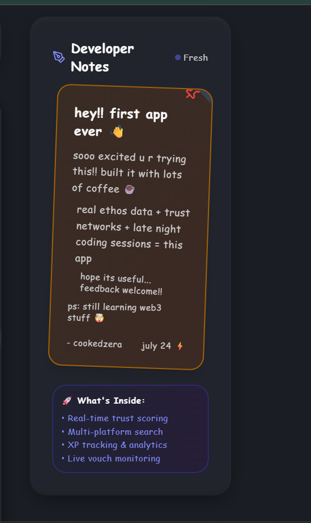 Developer
Notes
Fresh
hey!! first app
ever 👋
sooo excited u r trying
this!! built it with lots
of coffee ☕
real ethos data + trust
networks + late night
coding sessions = this
app
hope its useful...
feedback welcome!!
ps: still learning web3
stuff 🤯
- cookedzera
july 24 ⚡
🚀 What's Inside:
• Real-time trust scoring
• Multi-platform search
• XP tracking & analytics
• Live vouch monitoring